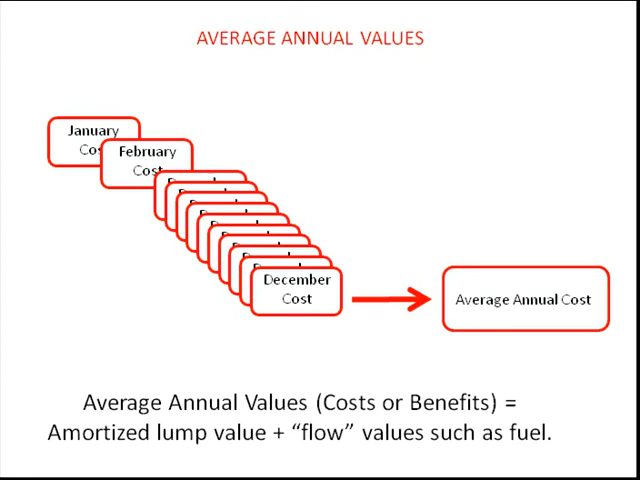 AVERAGE ANNUAL VALUES
January
February
Cost
December
Cost
Average Annual Cost
Average Annual Values (Costs or Benefits) =
Amortized lump value + “flow” values such as fuel.